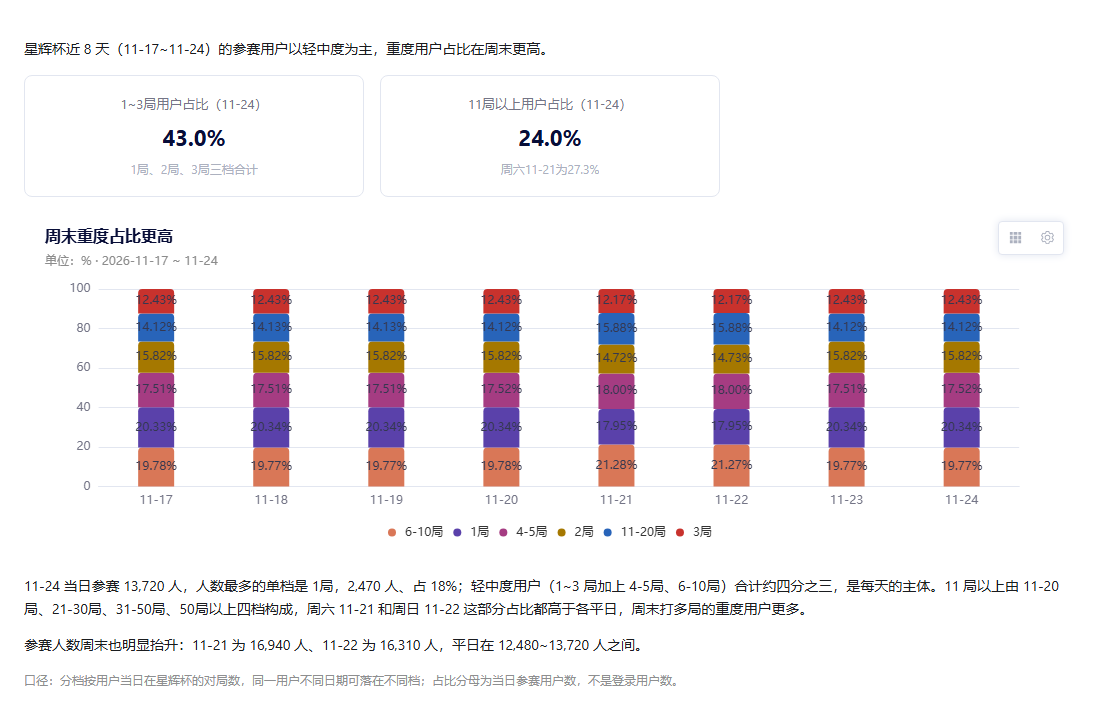 星辉杯近 8 天（11-17~11-24）的参赛用户以轻中度为主，重度用户占比在周末更高。
1~3局用户占比（11-24）
43.0%
1局、2局、3局三档合计
11局以上用户占比（11-24）
24.0%
周六11-21为27.3%
周末重度占比更高
单位：% · 2026-11-17 ~ 11-24
100
80
60
40
20
0
12.43% 12.43% 12.43% 12.43% 12.17% 12.17% 12.43% 12.43%
14.12% 14.13% 14.13% 14.12% 15.88% 15.88% 14.12% 14.12%
15.82% 15.82% 15.82% 15.82% 14.72% 14.73% 15.82% 15.82%
17.51% 17.51% 17.51% 17.52% 18.00% 18.00% 17.51% 17.52%
20.33% 20.34% 20.34% 20.34% 17.95% 17.95% 20.34% 20.34%
19.78% 19.77% 19.77% 19.78% 21.28% 21.27% 19.77% 19.77%
11-17 11-18 11-19 11-20 11-21 11-22 11-23 11-24
6-10局 1局 4-5局 2局 11-20局 3局
11-24 当日参赛 13,720 人，人数最多的单档是 1局，2,470 人、占 18%；轻中度用户（1~3 局加上 4-5局、6-10局）合计约四分之三，是每天的主体。11 局以上由 11-20
局、21-30局、31-50局、50局以上四档构成，周六 11-21 和周日 11-22 这部分占比都高于各平日，周末打多局的重度用户更多。
参赛人数周末也明显抬升：11-21 为 16,940 人、11-22 为 16,310 人，平日在 12,480~13,720 人之间。
口径：分档按用户当日在星辉杯的对局数，同一用户不同日期可落在不同档；占比分母为当日参赛用户数，不是登录用户数。